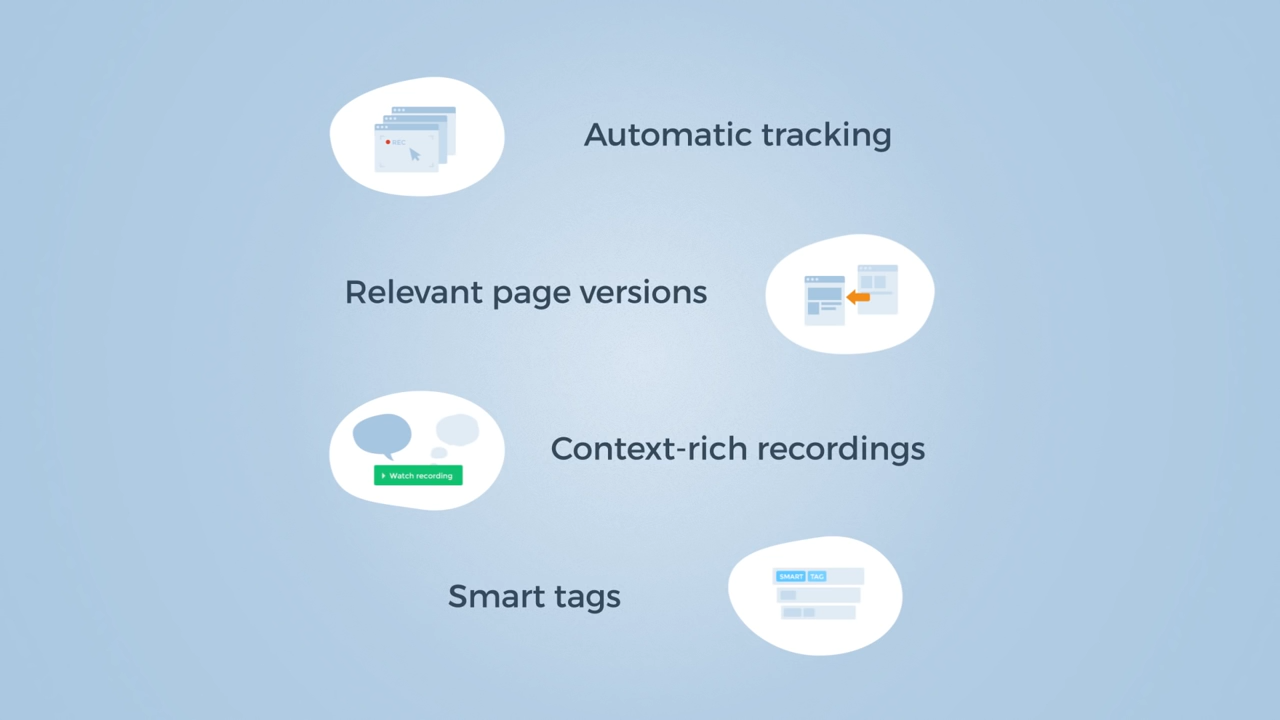 REC
Automatic tracking
Relevant page versions
Context-rich recordings
Watch recording
Smart tags
SMART TAG